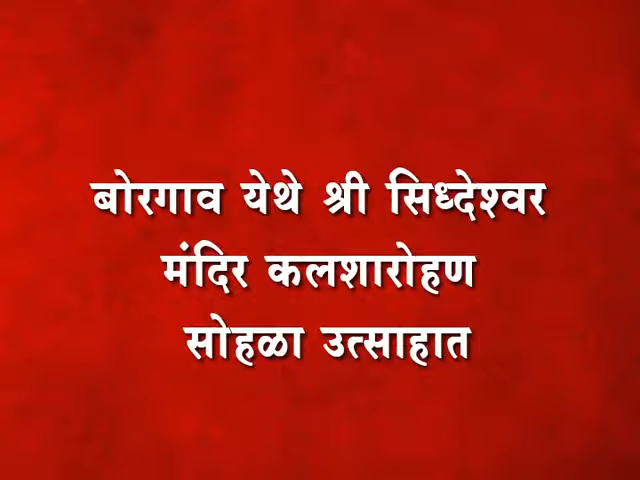 बोरगाव येथे श्री सिध्देश्वर
मंदिर कलशारोहण
सोहळा उत्साहात